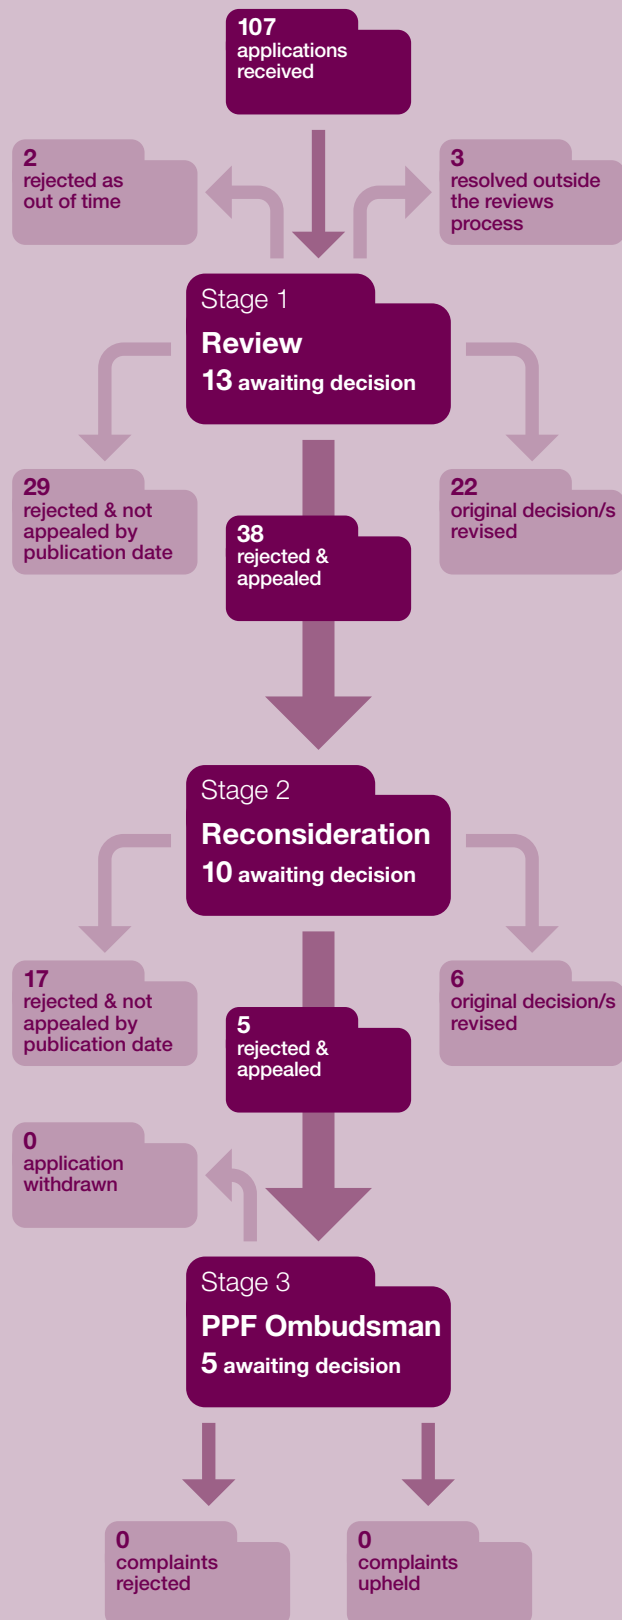 107
applications
received
2
rejected as
out of time
3
resolved outside
the reviews
process
Stage 1
Review
13 awaiting decision
29
rejected & not
appealed by
publication date
38
rejected &
appealed
22
original decision/s
revised
Stage 2
Reconsideration
10 awaiting decision
17
rejected & not
appealed by
publication date
5
rejected &
appealed
6
original decision/s
revised
0
application
withdrawn
Stage 3
PPF Ombudsman
5 awaiting decision
0
complaints
rejected
0
complaints
upheld